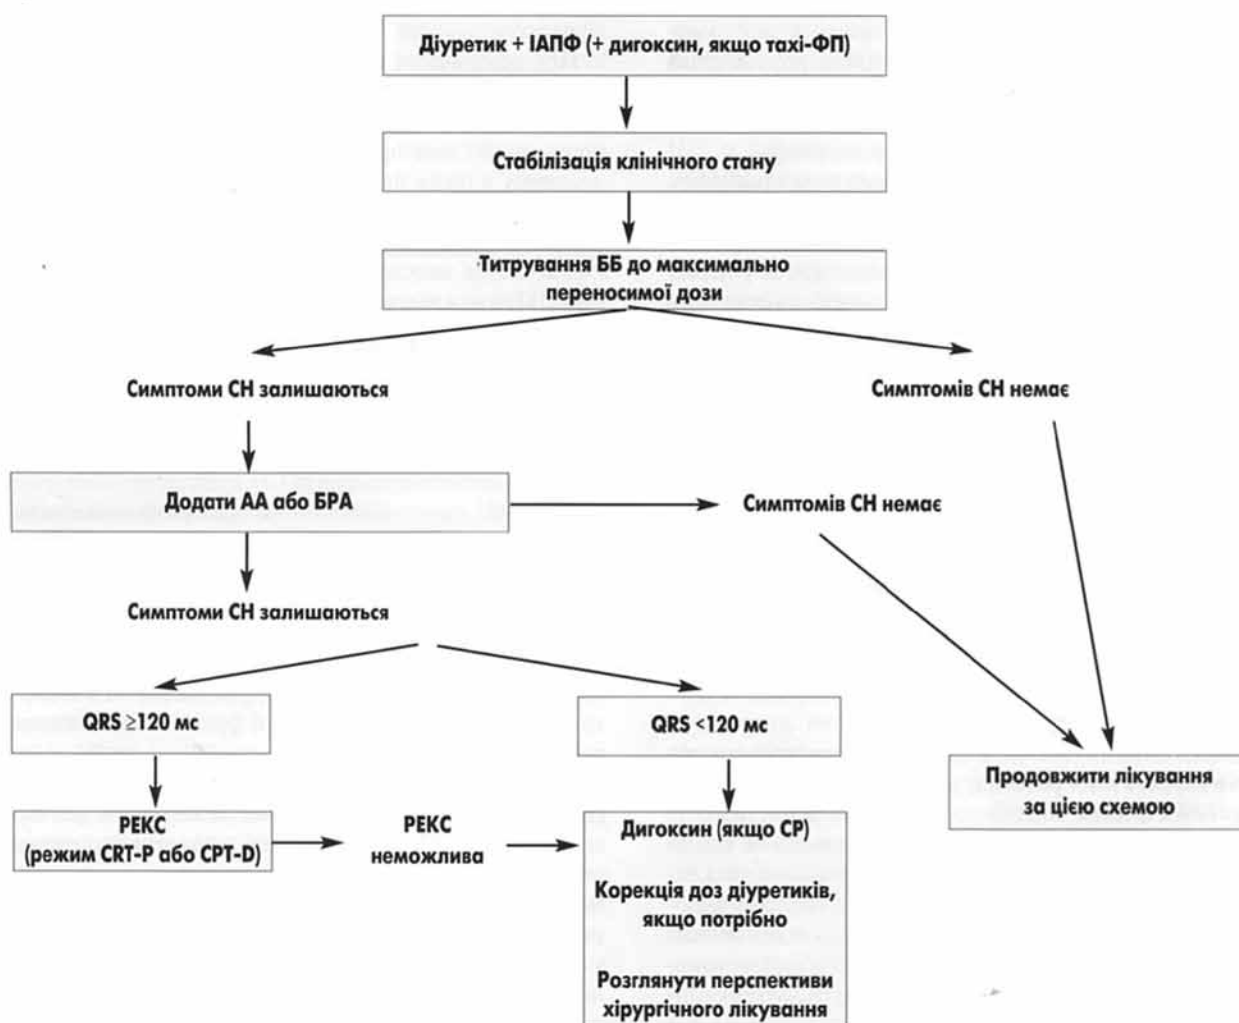 Діуретик + ІАПФ (+ дигоксин, якщо тахі-ФП)
Стабілізація клінічного стану
Титрування ББ до максимально
переносимої дози
Симптоми СН залишаються
Симптомів СН немає
Додати АА або БРА
Симптомів СН немає
Симптоми СН залишаються
QRS ≥120 мс
QRS <120 мс
Продовжити лікування
за цією схемою
РЕКС
(режим CRT-P або CPT-D)
РЕКС
неможлива
Дигоксин (якщо СР)
Корекція доз діуретиків,
якщо потрібно
Розглянути перспективи
хірургічного лікування